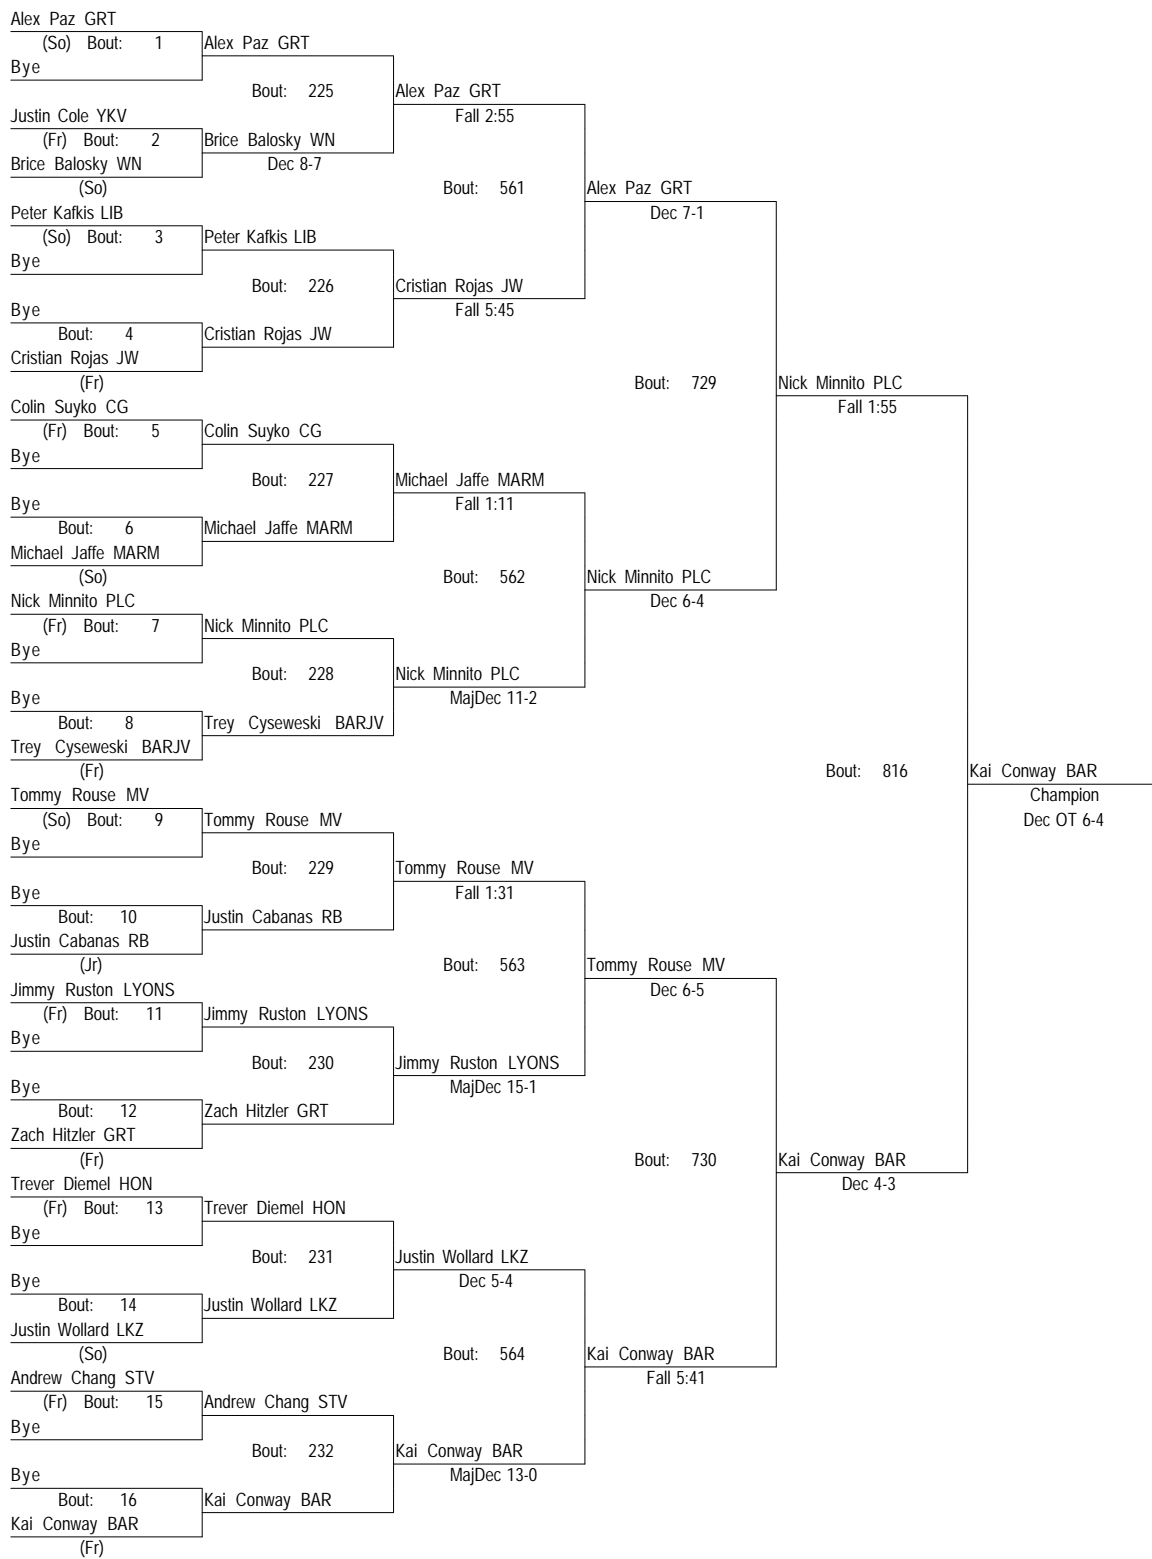 Alex Paz GRT
(So) Bout: 1 Alex Paz GRT
Bye
Bout: 225 Alex Paz GRT
Justin Cole YKV Fall 2:55
(Fr) Bout: 2 Brice Balosky WN
Brice Balosky WN Dec 8-7
(So) Bout: 561 Alex Paz GRT
Peter Kafkis LIB Dec 7-1
(So) Bout: 3 Peter Kafkis LIB
Bye
Bout: 226 Cristian Rojas JW
Bye Fall 5:45
Bout: 4 Cristian Rojas JW
Cristian Rojas JW
(Fr) Bout: 729 Nick Minnito PLC
Colin Suyko CG Fall 1:55
(Fr) Bout: 5 Colin Suyko CG
Bye
Bout: 227 Michael Jaffe MARM
Bye Fall 1:11
Bout: 6 Michael Jaffe MARM
Michael Jaffe MARM
(So) Bout: 562 Nick Minnito PLC
Nick Minnito PLC Dec 6-4
(Fr) Bout: 7 Nick Minnito PLC
Bye
Bout: 228 Nick Minnito PLC
Bye MajDec 11-2
Bout: 8 Trey Cyseweski BARJV
Trey Cyseweski BARJV
(Fr) Bout: 816 Kai Conway BAR
Tommy Rouse MV Champion
(So) Bout: 9 Tommy Rouse MV Dec OT 6-4
Bye
Bout: 229 Tommy Rouse MV
Bye Fall 1:31
Bout: 10 Justin Cabanas RB
Justin Cabanas RB
(Jr) Bout: 563 Tommy Rouse MV
Jimmy Ruston LYONS Dec 6-5
(Fr) Bout: 11 Jimmy Ruston LYONS
Bye
Bout: 230 Jimmy Ruston LYONS
Bye MajDec 15-1
Bout: 12 Zach Hitzler GRT
Zach Hitzler GRT
(Fr) Bout: 730 Kai Conway BAR
Trever Diemel HON Dec 4-3
(Fr) Bout: 13 Trever Diemel HON
Bye
Bout: 231 Justin Wollard LKZ
Bye Dec 5-4
Bout: 14 Justin Wollard LKZ
Justin Wollard LKZ
(So) Bout: 564 Kai Conway BAR
Andrew Chang STV Fall 5:41
(Fr) Bout: 15 Andrew Chang STV
Bye
Bout: 232 Kai Conway BAR
Bye MajDec 13-0
Bout: 16 Kai Conway BAR
Kai Conway BAR
(Fr)